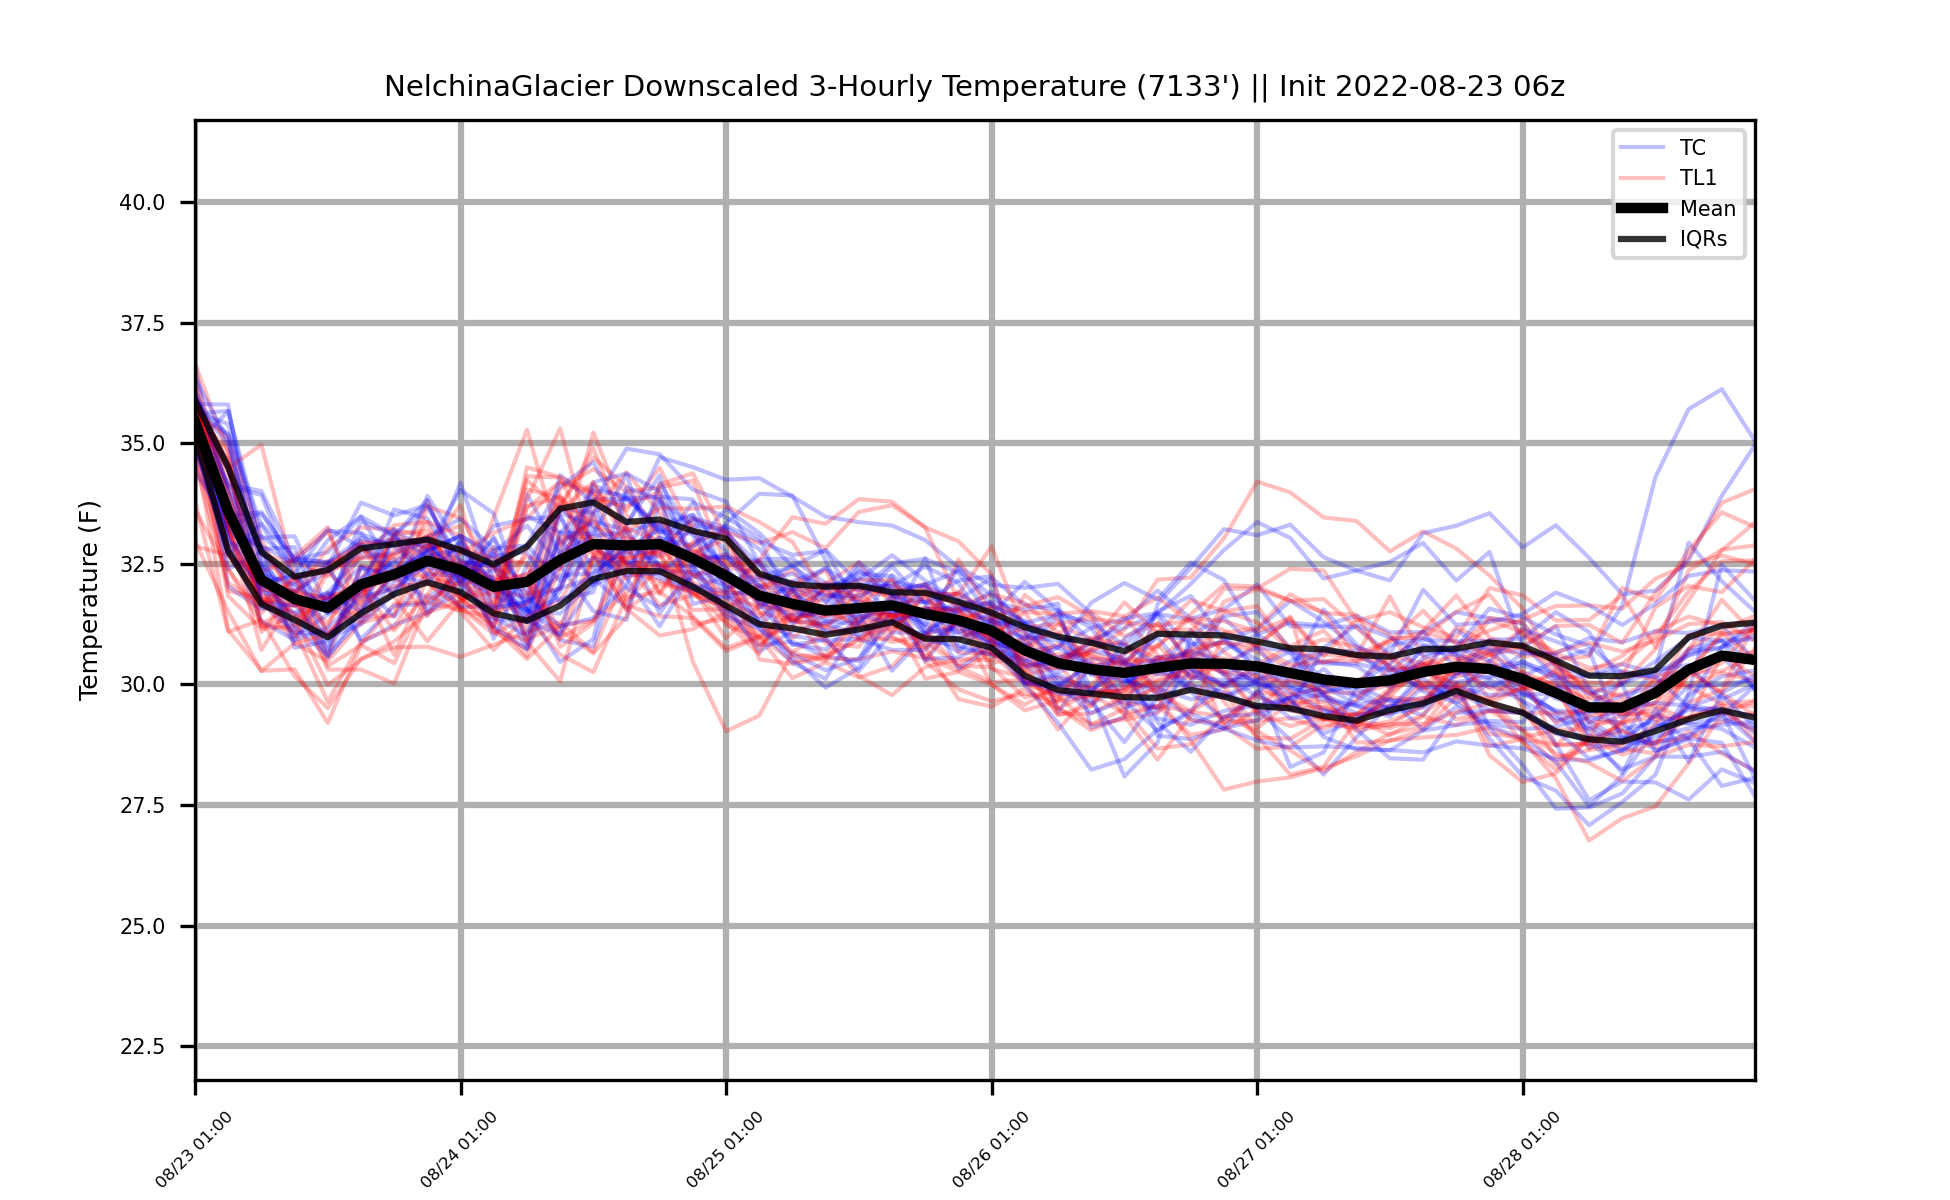 NelchinaGlacier Downscaled 3-Hourly Temperature (7133') || Init 2022-08-23 06z
TC
TL1
Mean
IQRs
Temperature (F)
40.0
37.5
35.0
32.5
30.0
27.5
25.0
22.5
08/23 01:00
08/24 01:00
08/25 01:00
08/26 01:00
08/27 01:00
08/28 01:00